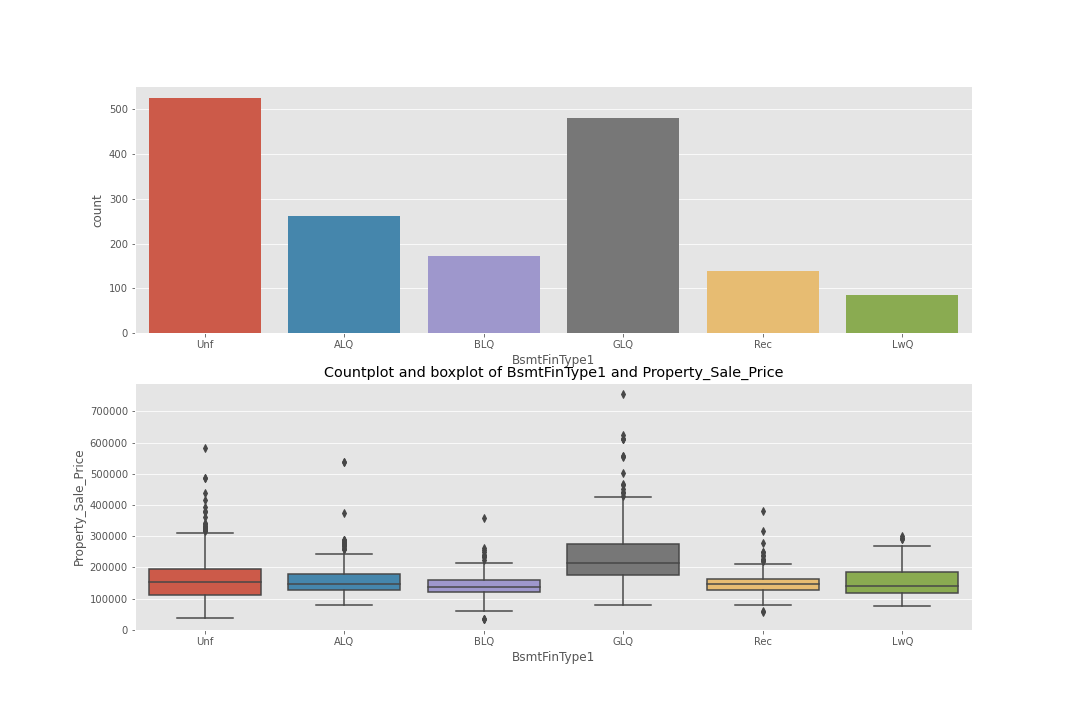 500
400
300
200
100
0
count
Unf ALQ BLQ GLQ Rec LwQ
BsmtFinType1
Countplot and boxplot of BsmtFinType1 and Property_Sale_Price
700000
600000
500000
400000
300000
200000
100000
0
Property_Sale_Price
Unf ALQ BLQ GLQ Rec LwQ
BsmtFinType1